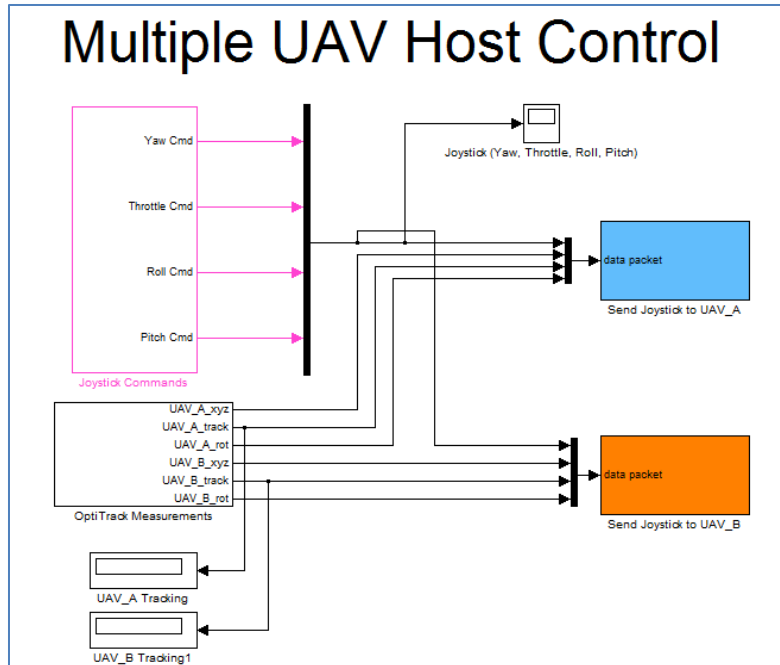 Multiple UAV Host Control
Yaw Cmd
Throttle Cmd
Roll Cmd
Pitch Cmd
Joystick Commands
Joystick (Yaw, Throttle, Roll, Pitch)
data packet
Send Joystick to UAV_A
UAV_A_xyz
UAV_A_track
UAV_A_rot
UAV_B_xyz
UAV_B_track
UAV_B_rot
OptiTrack Measurements
data packet
Send Joystick to UAV_B
UAV_A Tracking
UAV_B Tracking1